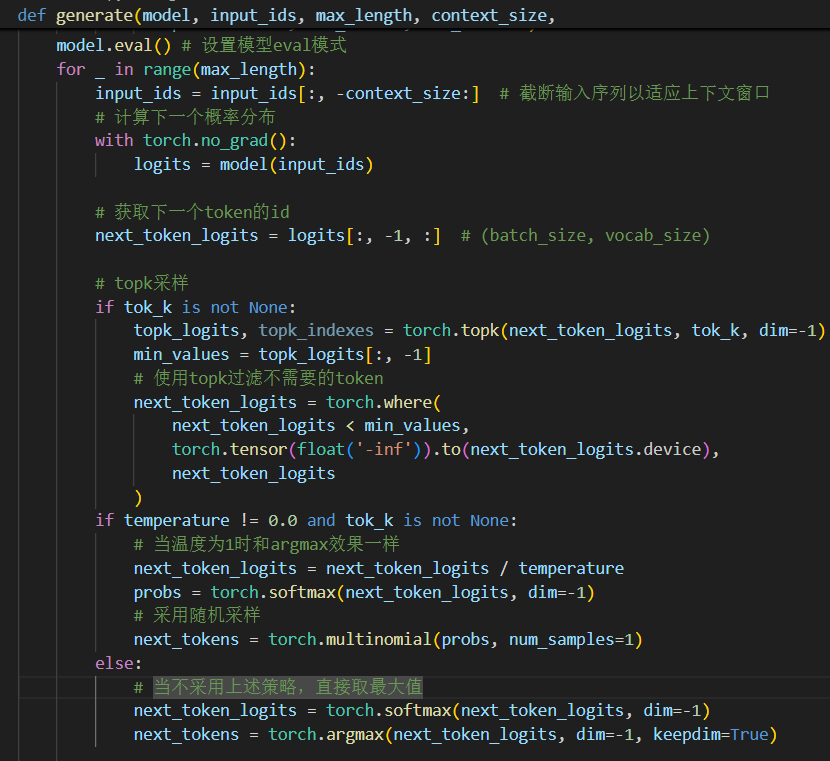 def generate(model, input_ids, max_length, context_size,
model.eval() # 设置模型eval模式
for _ in range(max_length):
input_ids = input_ids[:, -context_size:]  # 截断输入序列以适应上下文窗口
# 计算下一个概率分布
with torch.no_grad():
logits = model(input_ids)
# 获取下一个token的id
next_token_logits = logits[:, -1, :]  # (batch_size, vocab_size)
# topk采样
if tok_k is not None:
topk_logits, topk_indexes = torch.topk(next_token_logits, tok_k, dim=-1)
min_values = topk_logits[:, -1]
# 使用topk过滤不需要的token
next_token_logits = torch.where(
next_token_logits < min_values,
torch.tensor(float('-inf')).to(next_token_logits.device),
next_token_logits
)
if temperature != 0.0 and tok_k is not None:
# 当温度为1时和argmax效果一样
next_token_logits = next_token_logits / temperature
probs = torch.softmax(next_token_logits, dim=-1)
# 采用随机采样
next_tokens = torch.multinomial(probs, num_samples=1)
else:
# 当不采用上述策略，直接取最大值
next_token_logits = torch.softmax(next_token_logits, dim=-1)
next_tokens = torch.argmax(next_token_logits, dim=-1, keepdim=True)